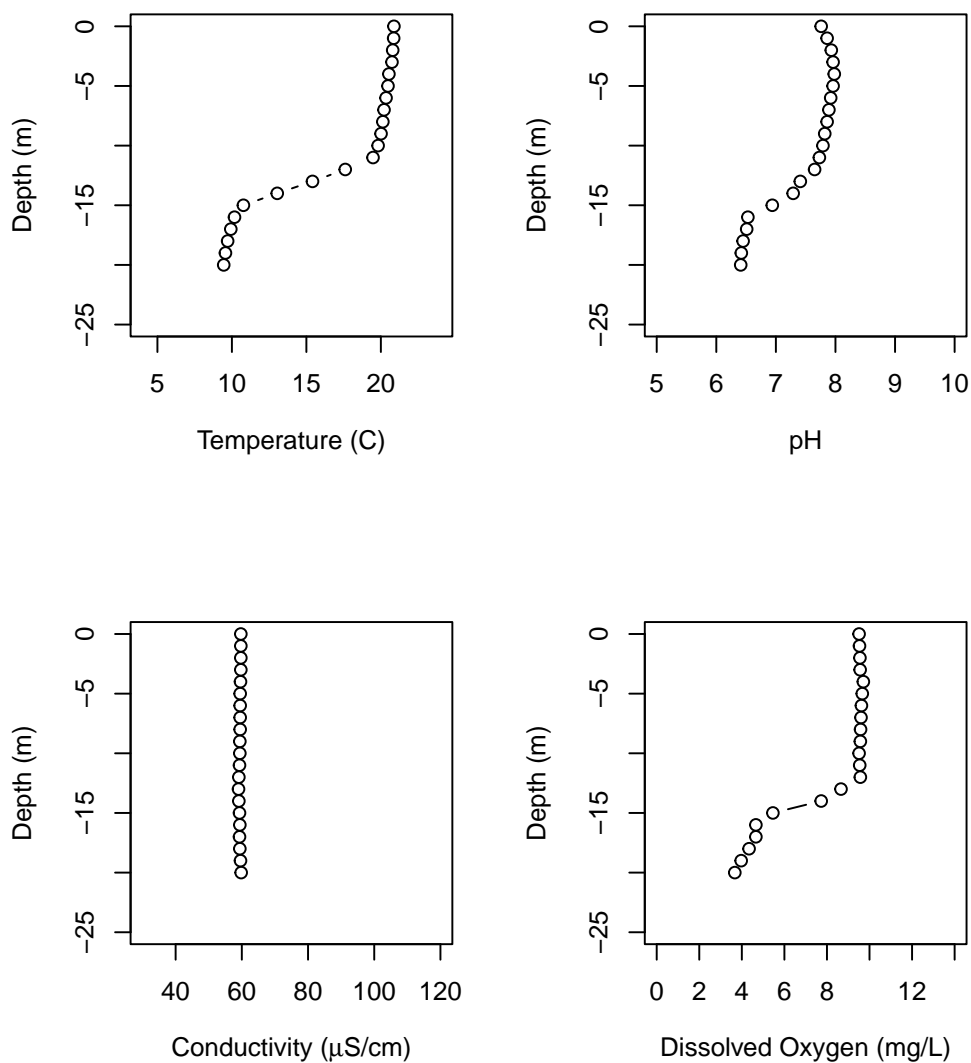 0
−5
−15
−25
Depth (m)
5 10 15 20
Temperature (C)
0
−5
−15
−25
Depth (m)
5 6 7 8 9 10
pH
0
−5
−15
−25
Depth (m)
40 60 80 100 120
Conductivity (μS/cm)
0
−5
−15
−25
Depth (m)
0 2 4 6 8 12
Dissolved Oxygen (mg/L)